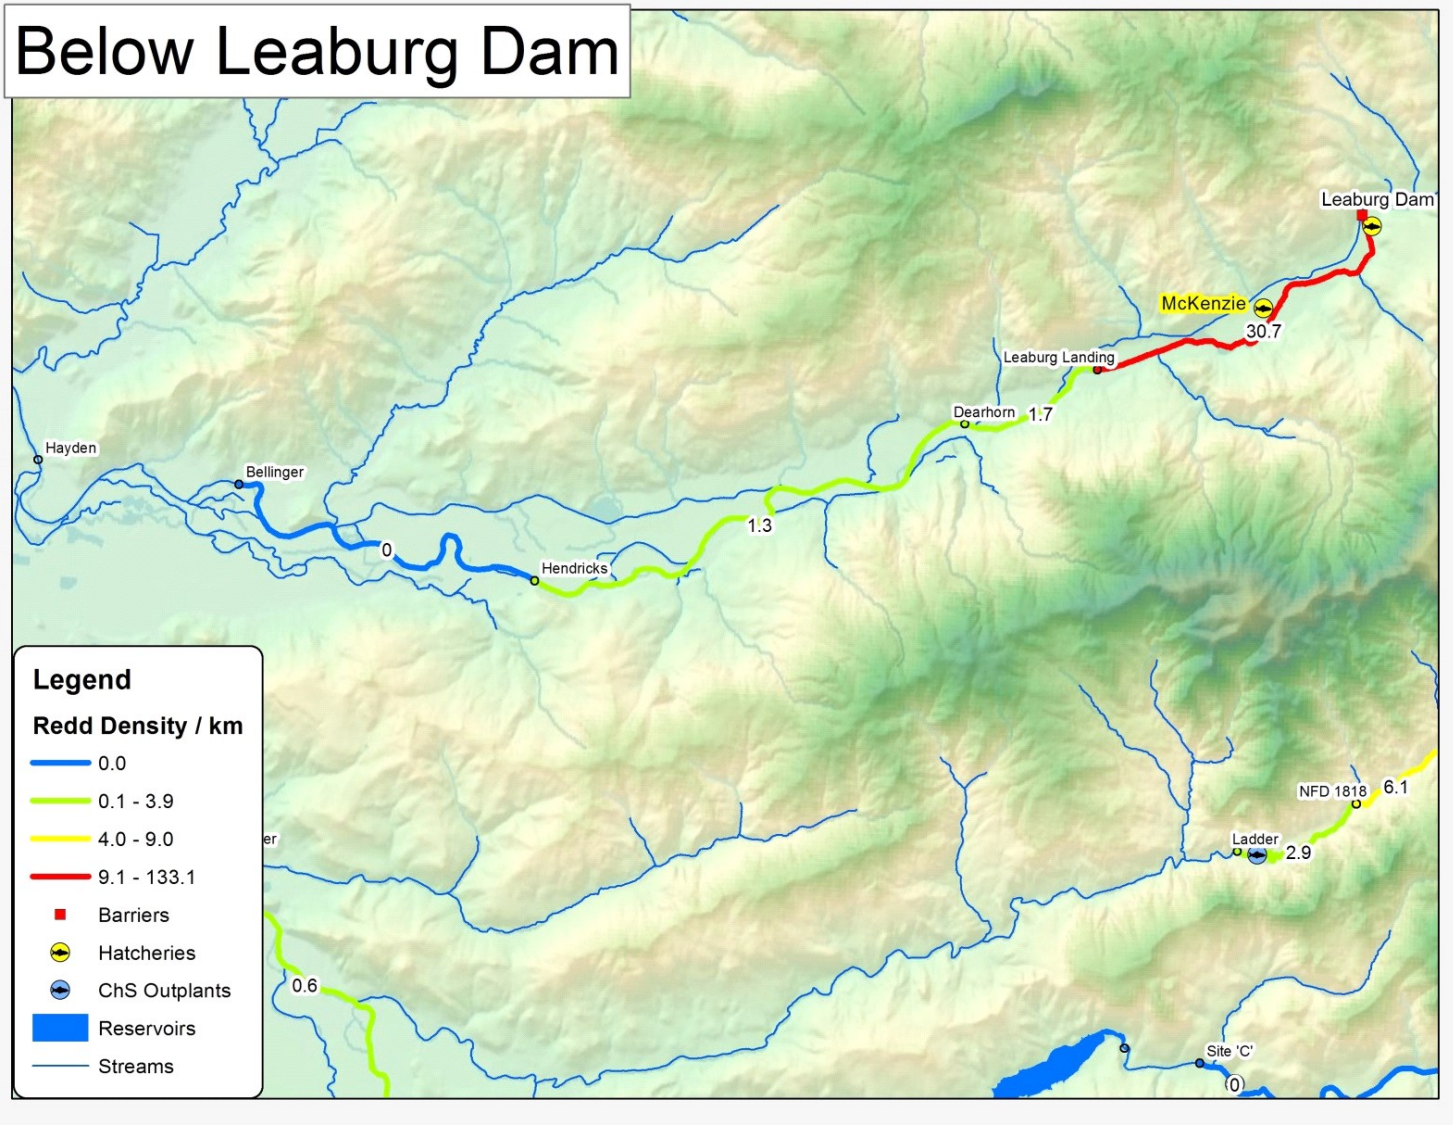 Below Leaburg Dam
Leaburg Dam
McKenzie
30.7
Leaburg Landing
Dearhorn
1.7
Hayden
Bellinger
1.3
0
Hendricks
Legend
Redd Density / km
0.0
0.1 - 3.9
4.0 - 9.0
9.1 - 133.1
Barriers
Hatcheries
ChS Outplants
Reservoirs
Streams
NFD 1818
6.1
er
Ladder
2.9
0.6
Site 'C'
0